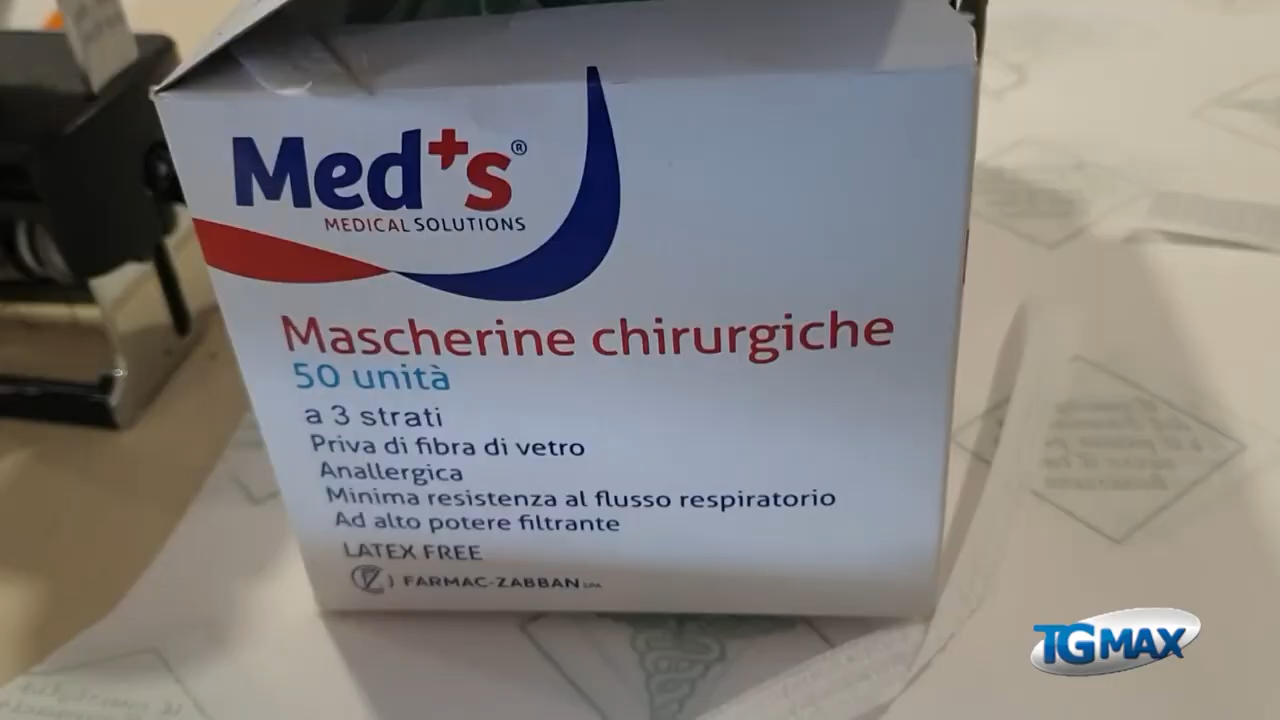 Med+s®
MEDICAL SOLUTIONS
Mascherine chirurgiche
50 unità
a 3 strati
Priva di fibra di vetro
Anallergica
Minima resistenza al flusso respiratorio
Ad alto potere filtrante
LATEX FREE
FARMAC-ZABBAN
TGMAX